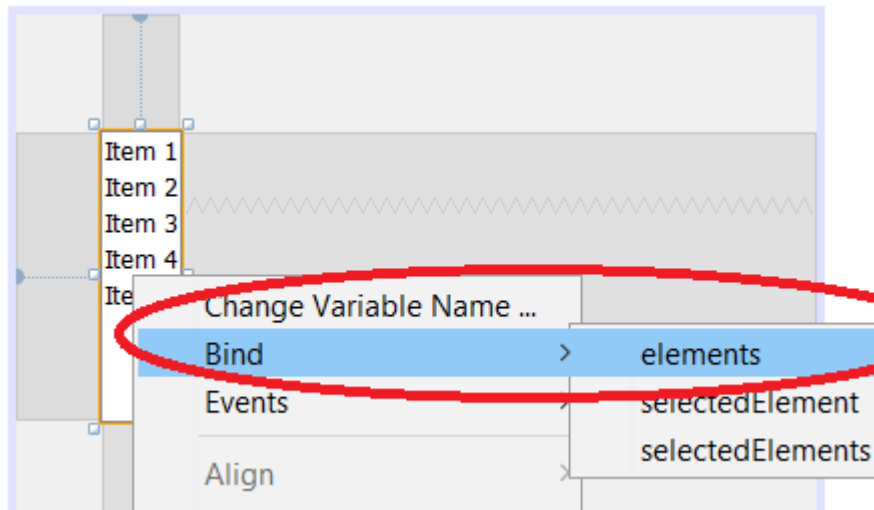 Item 1
Item 2
Item 3
Item 4
Change Variable Name ...
Bind
elements
Events
selectedElement
selectedElements
Align